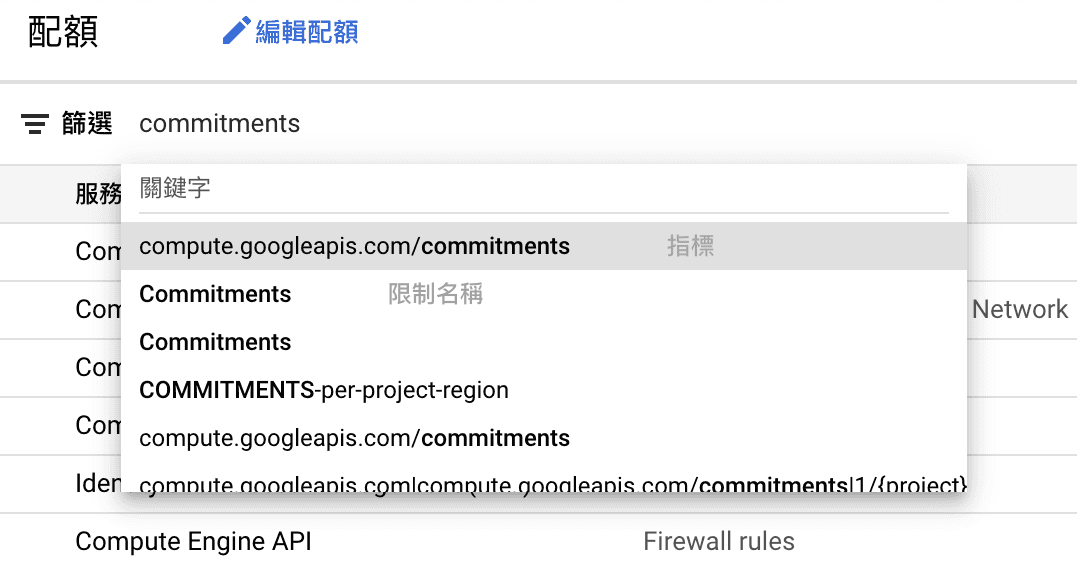 配額 編輯配額
篩選 commitments
關鍵字
服務
compute.googleapis.com/commitments 指標
Com
Commitments 限制名稱
Com Network
Commitments
Com
COMMITMENTS-per-project-region
Com
compute.googleapis.com/commitments
Iden compute.googleapis.com|compute.googleapis.com/commitments|1/{project}
Compute Engine API Firewall rules